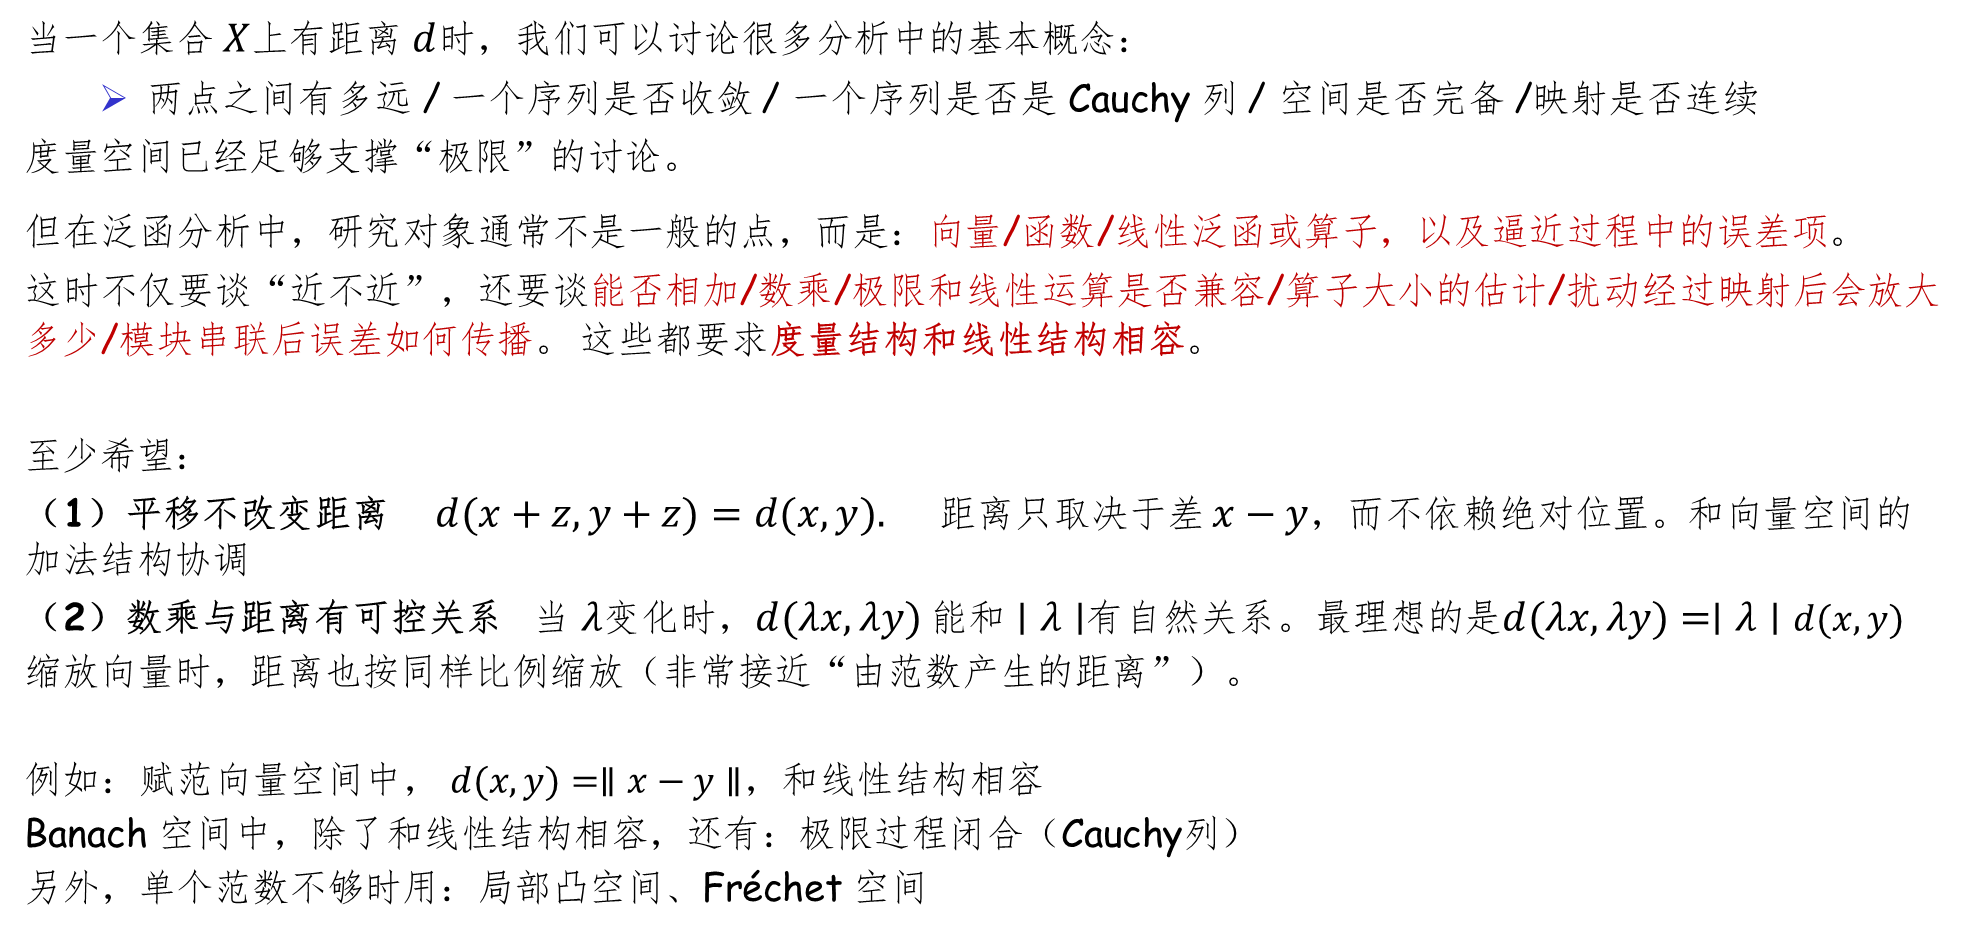 当一个集合 X上有距离 d时，我们可以讨论很多分析中的基本概念：
➢ 两点之间有多远 / 一个序列是否收敛 / 一个序列是否是 Cauchy 列 / 空间是否完备 /映射是否连续
度量空间已经足够支撑“极限”的讨论。
但在泛函分析中，研究对象通常不是一般的点，而是：向量/函数/线性泛函或算子，以及逼近过程中的误差项。
这时不仅要谈“近不近”，还要谈能否相加/数乘/极限和线性运算是否兼容/算子大小的估计/扰动经过映射后会放大
多少/模块串联后误差如何传播。 这些都要求度量结构和线性结构相容。
至少希望：
（1）平移不改变距离 d(x + z, y + z) = d(x, y). 距离只取决于差 x − y，而不依赖绝对位置。和向量空间的
加法结构协调
（2）数乘与距离有可控关系 当 λ变化时，d(λx, λy) 能和 ∣ λ ∣有自然关系。最理想的是d(λx, λy) =∣ λ ∣ d(x, y)
缩放向量时，距离也按同样比例缩放（非常接近“由范数产生的距离”）。
例如：赋范向量空间中， d(x, y) =∥ x − y ∥，和线性结构相容
Banach 空间中，除了和线性结构相容，还有：极限过程闭合（Cauchy列）
另外，单个范数不够时用：局部凸空间、Fréchet 空间